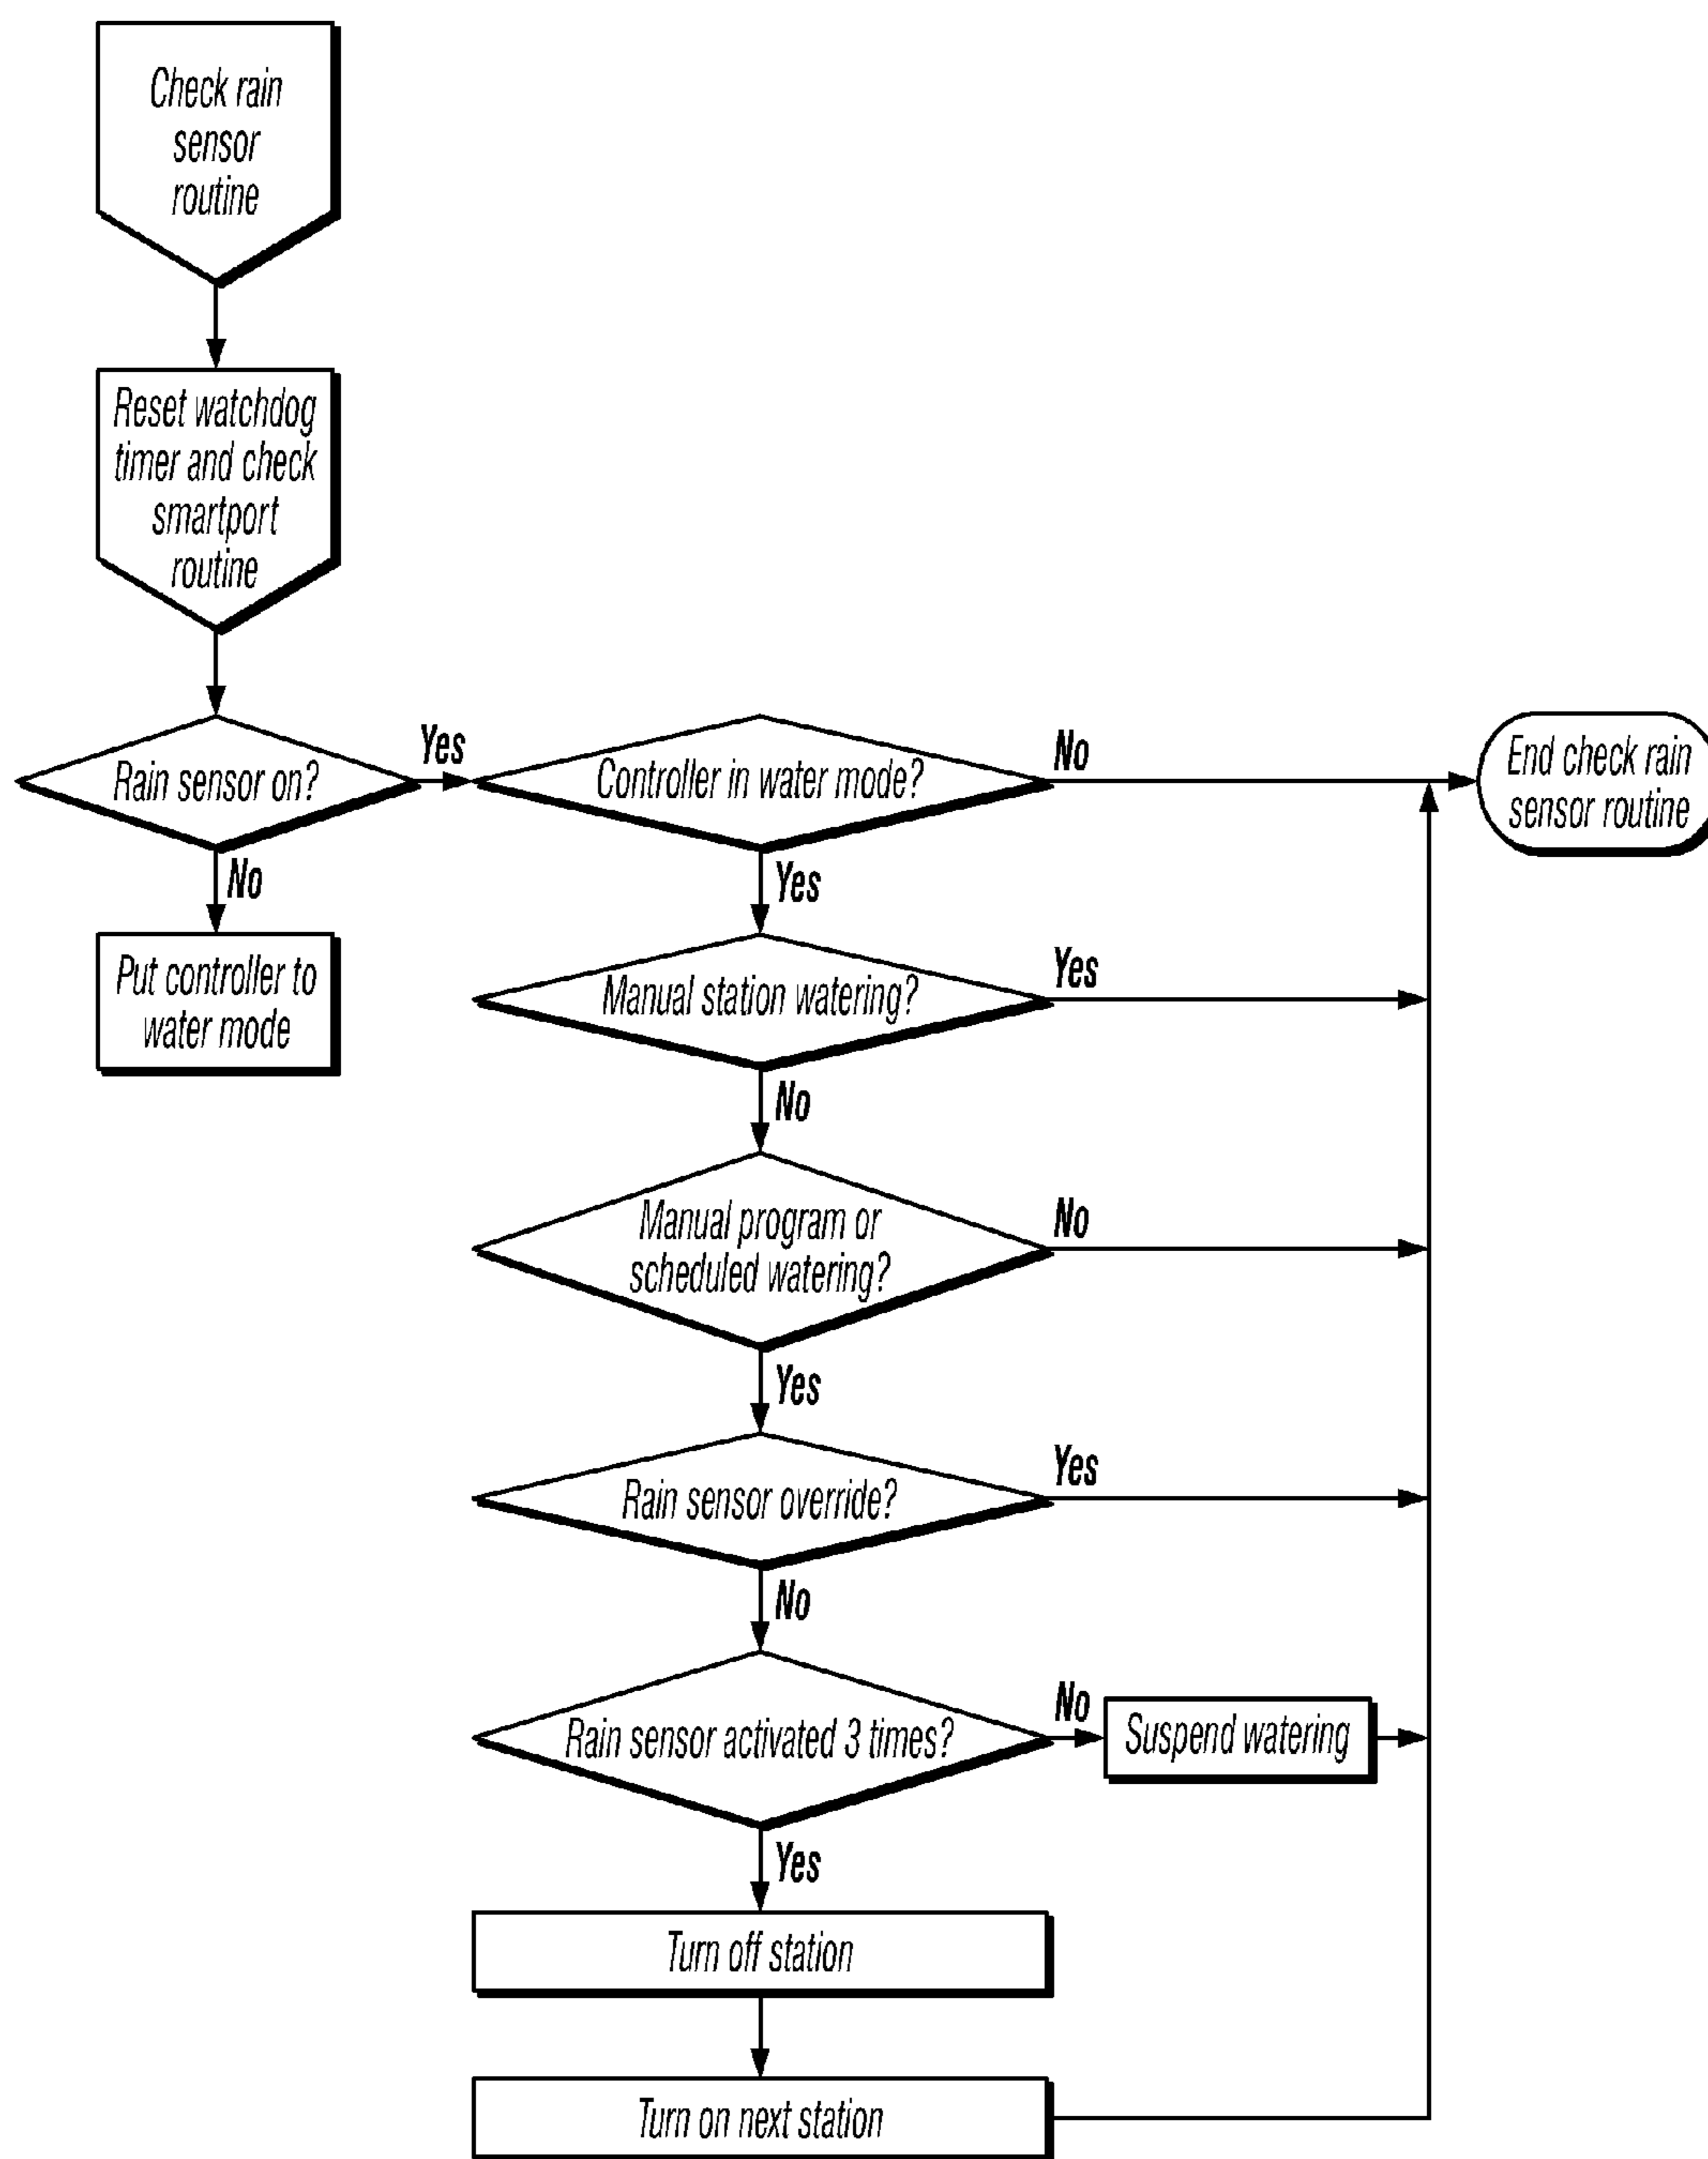 Check rain
sensor
routine
Reset watchdog
timer and check
smartport
routine
Rain sensor on?
Yes
No
Put controller to
water mode
Controller in water mode?
No
Yes
End check rain
sensor routine
Manual station watering?
Yes
No
Manual program or
scheduled watering?
No
Yes
Rain sensor override?
Yes
No
Rain sensor activated 3 times?
No
Suspend watering
Yes
Turn off station
Turn on next station